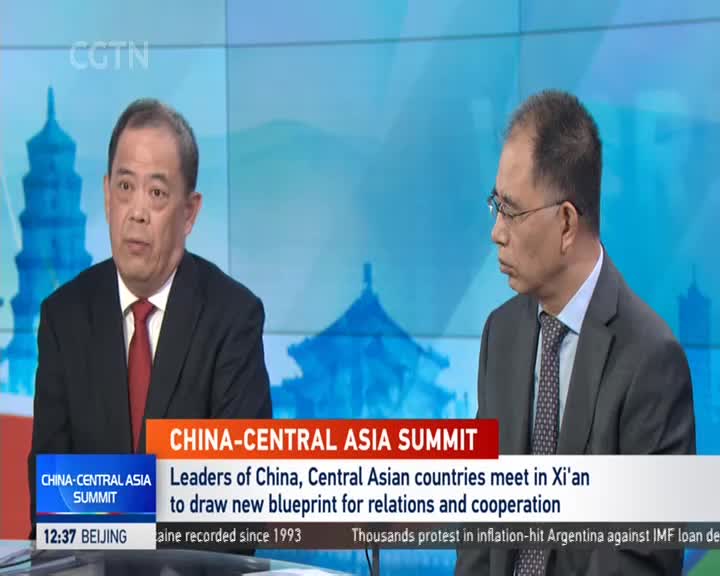 CGTN
CHINA-CENTRAL ASIA SUMMIT
Leaders of China, Central Asian countries meet in Xi'an
to draw new blueprint for relations and cooperation
CHINA-CENTRAL ASIA
SUMMIT
12:37 BEIJING
aine recorded since 1993 Thousands protest in inflation-hit Argentina against IMF loan de